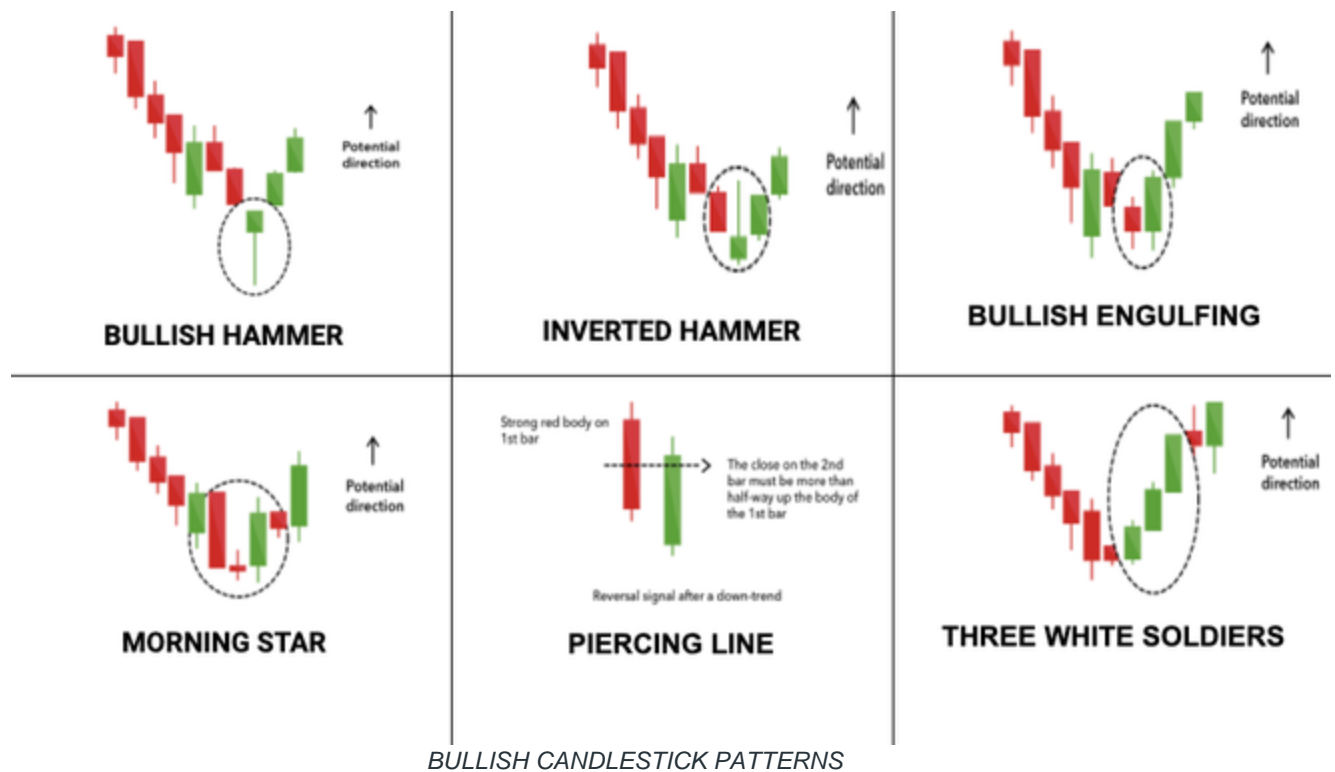 Potential
direction
BULLISH HAMMER
Potential
direction
INVERTED HAMMER
Potential
direction
BULLISH ENGULFING
Potential
direction
MORNING STAR
Strong red body on
1st bar
The close on the 2nd
bar must be more than
half-way up the body of
the 1st bar
Reversal signal after a down-trend
PIERCING LINE
Potential
direction
THREE WHITE SOLDIERS
BULLISH CANDLESTICK PATTERNS